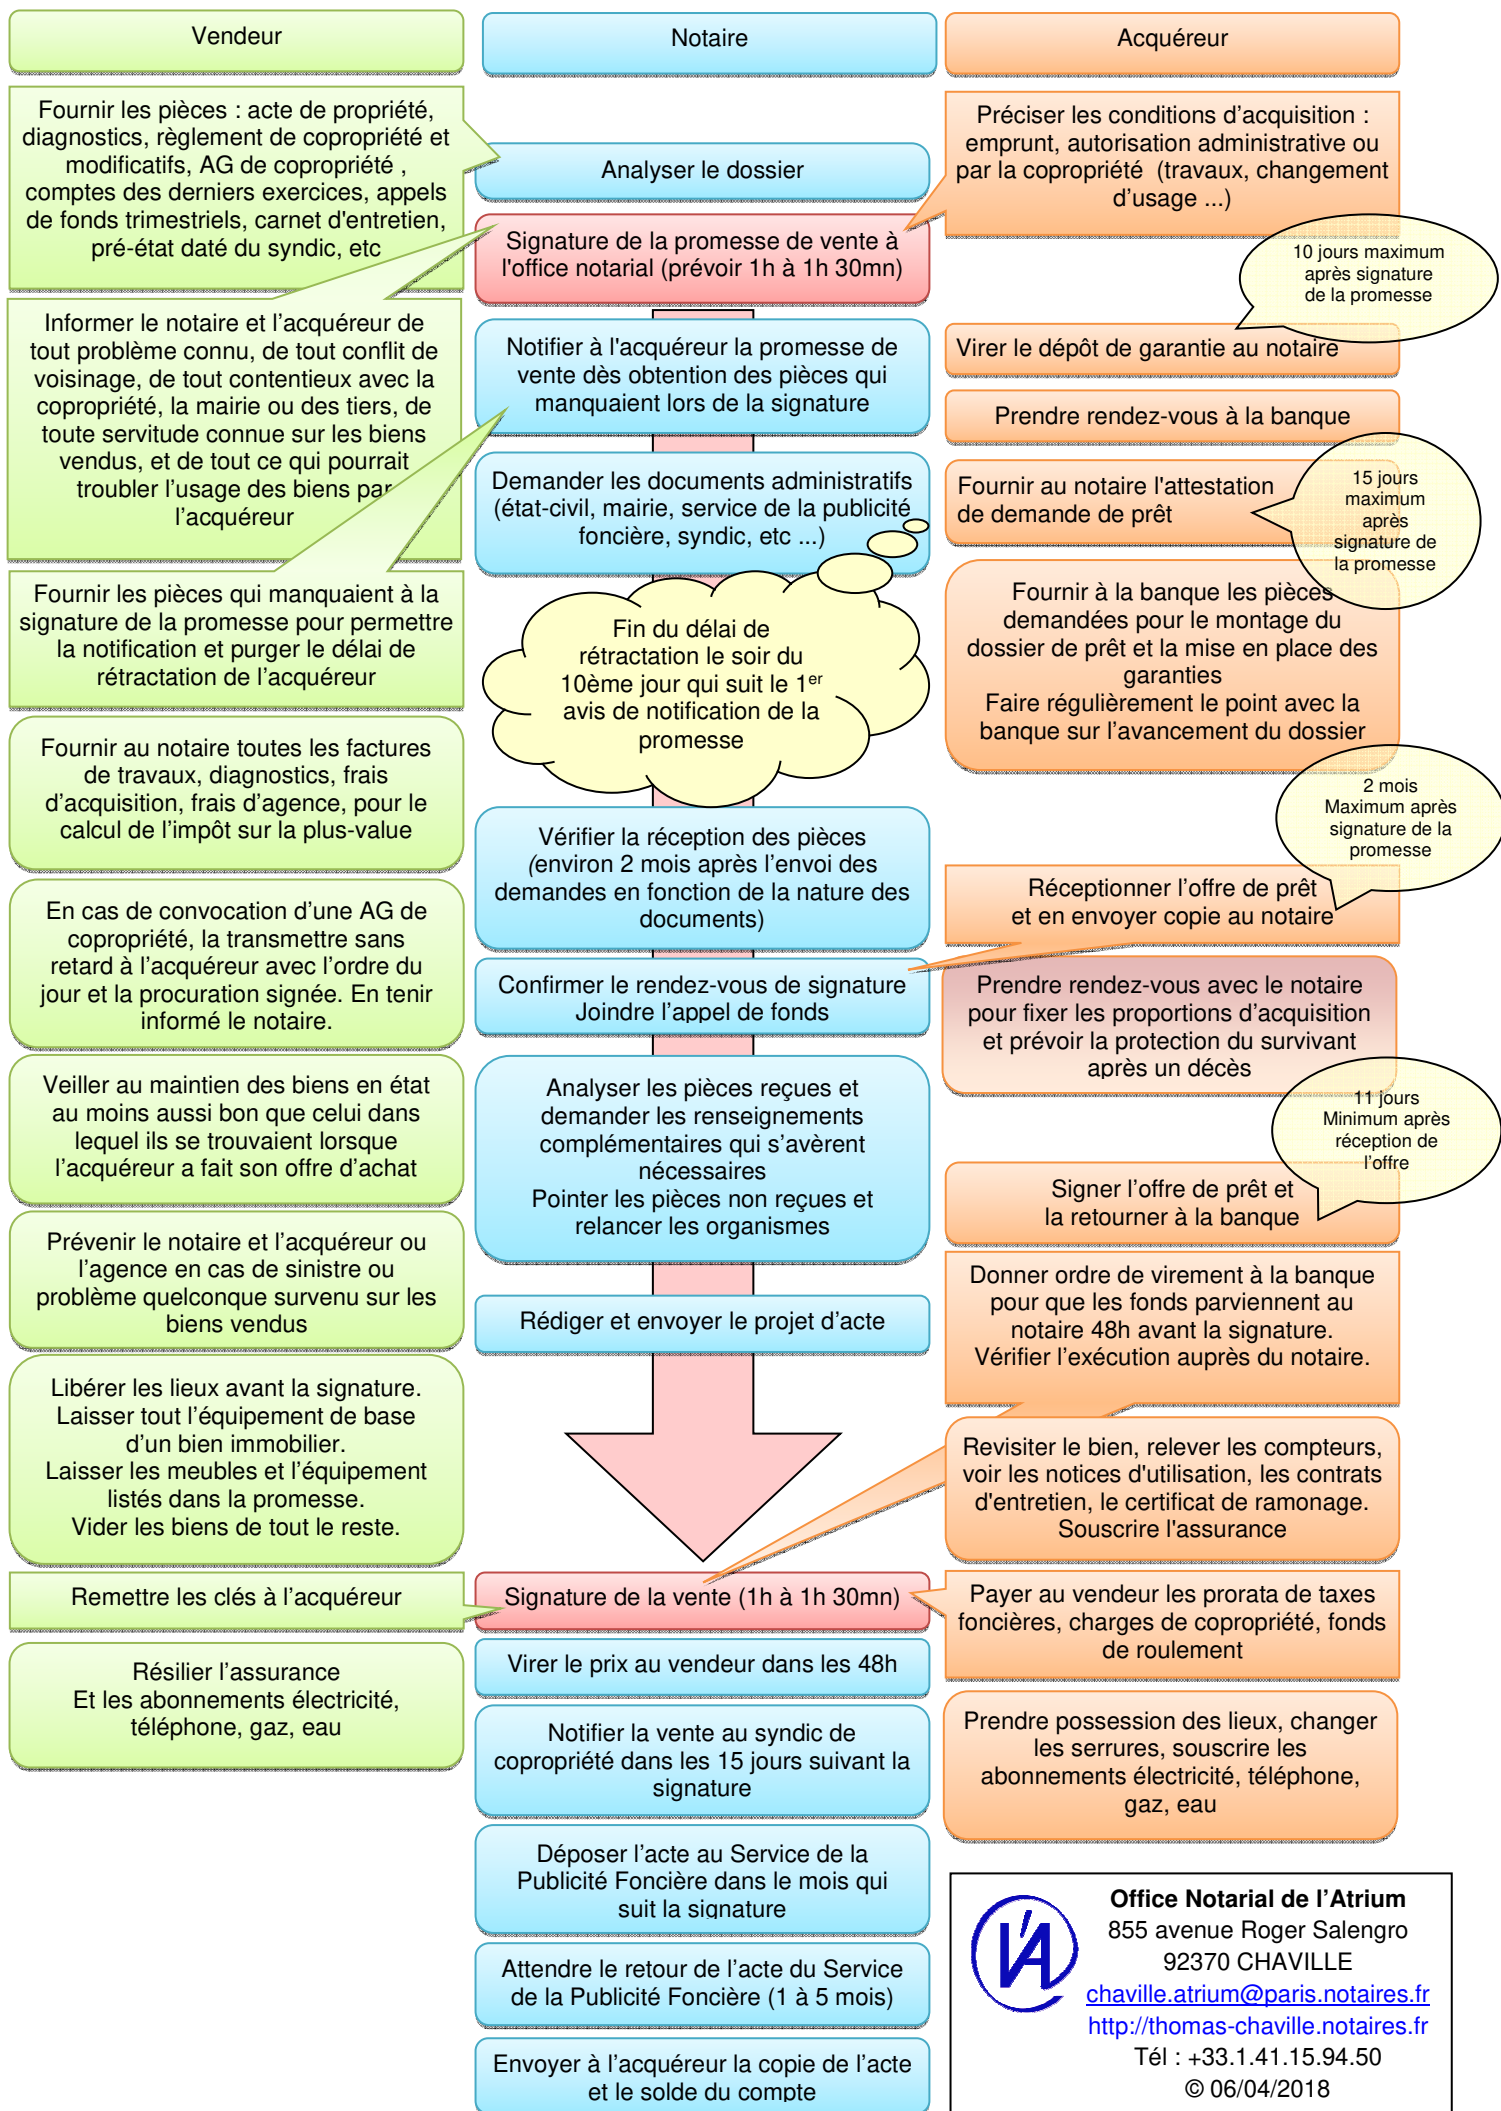 Vendeur
Fournir les pièces : acte de propriété,
diagnostics, règlement de copropriété et
modificatifs, AG de copropriété ,
comptes des derniers exercices, appels
de fonds trimestriels, carnet d'entretien,
pré-état daté du syndic, etc
Informer le notaire et l’acquéreur de
tout problème connu, de tout conflit de
voisinage, de tout contentieux avec la
copropriété, la mairie ou des tiers, de
toute servitude connue sur les biens
vendus, et de tout ce qui pourrait
troubler l’usage des biens par
l’acquéreur
Fournir les pièces qui manquaient à la
signature de la promesse pour permettre
la notification et purger le délai de
rétractation de l’acquéreur
Fournir au notaire toutes les factures
de travaux, diagnostics, frais
d’acquisition, frais d’agence, pour le
calcul de l’impôt sur la plus-value
En cas de convocation d’une AG de
copropriété, la transmettre sans
retard à l’acquéreur avec l’ordre du
jour et la procuration signée. En tenir
informé le notaire.
Veiller au maintien des biens en état
au moins aussi bon que celui dans
lequel ils se trouvaient lorsque
l’acquéreur a fait son offre d’achat
Prévenir le notaire et l’acquéreur ou
l’agence en cas de sinistre ou
problème quelconque survenu sur les
biens vendus
Libérer les lieux avant la signature.
Laisser tout l’équipement de base
d’un bien immobilier.
Laisser les meubles et l’équipement
listés dans la promesse.
Vider les biens de tout le reste.
Remettre les clés à l’acquéreur
Résilier l’assurance
Et les abonnements électricité,
téléphone, gaz, eau
Notaire
Analyser le dossier
Signature de la promesse de vente à
l'office notarial (prévoir 1h à 1h 30mn)
Notifier à l'acquéreur la promesse de
vente dès obtention des pièces qui
manquaient lors de la signature
Demander les documents administratifs
(état-civil, mairie, service de la publicité
foncière, syndic, etc ...)
Fin du délai de
rétractation le soir du
10ème jour qui suit le 1er
avis de notification de la
promesse
Vérifier la réception des pièces
(environ 2 mois après l’envoi des
demandes en fonction de la nature des
documents)
Confirmer le rendez-vous de signature
Joindre l’appel de fonds
Analyser les pièces reçues et
demander les renseignements
complémentaires qui s’avèrent
nécessaires
Pointer les pièces non reçues et
relancer les organismes
Rédiger et envoyer le projet d’acte
Signature de la vente (1h à 1h 30mn)
Virer le prix au vendeur dans les 48h
Notifier la vente au syndic de
copropriété dans les 15 jours suivant la
signature
Déposer l’acte au Service de la
Publicité Foncière dans le mois qui
suit la signature
Attendre le retour de l’acte du Service
de la Publicité Foncière (1 à 5 mois)
Envoyer à l’acquéreur la copie de l’acte
et le solde du compte
Acquéreur
Préciser les conditions d’acquisition :
emprunt, autorisation administrative ou
par la copropriété (travaux, changement
d’usage ...)
10 jours maximum
après signature
de la promesse
Virer le dépôt de garantie au notaire
Prendre rendez-vous à la banque
Fournir au notaire l'attestation
de demande de prêt
15 jours
maximum
après
signature de
la promesse
Fournir à la banque les pièces
demandées pour le montage du
dossier de prêt et la mise en place des
garanties
Faire régulièrement le point avec la
banque sur l’avancement du dossier
2 mois
Maximum après
signature de la
promesse
Réceptionner l’offre de prêt
et en envoyer copie au notaire
Prendre rendez-vous avec le notaire
pour fixer les proportions d’acquisition
et prévoir la protection du survivant
après un décès
11 jours
Minimum après
réception de
l’offre
Signer l’offre de prêt et
la retourner à la banque
Donner ordre de virement à la banque
pour que les fonds parviennent au
notaire 48h avant la signature.
Vérifier l’exécution auprès du notaire.
Revisiter le bien, relever les compteurs,
voir les notices d'utilisation, les contrats
d'entretien, le certificat de ramonage.
Souscrire l'assurance
Payer au vendeur les prorata de taxes
foncières, charges de copropriété, fonds
de roulement
Prendre possession des lieux, changer
les serrures, souscrire les
abonnements électricité, téléphone,
gaz, eau
L'A
Office Notarial de l’Atrium
855 avenue Roger Salengro
92370 CHAVILLE
chaville.atrium@paris.notaires.fr
http://thomas-chaville.notaires.fr
Tél : +33.1.41.15.94.50
© 06/04/2018